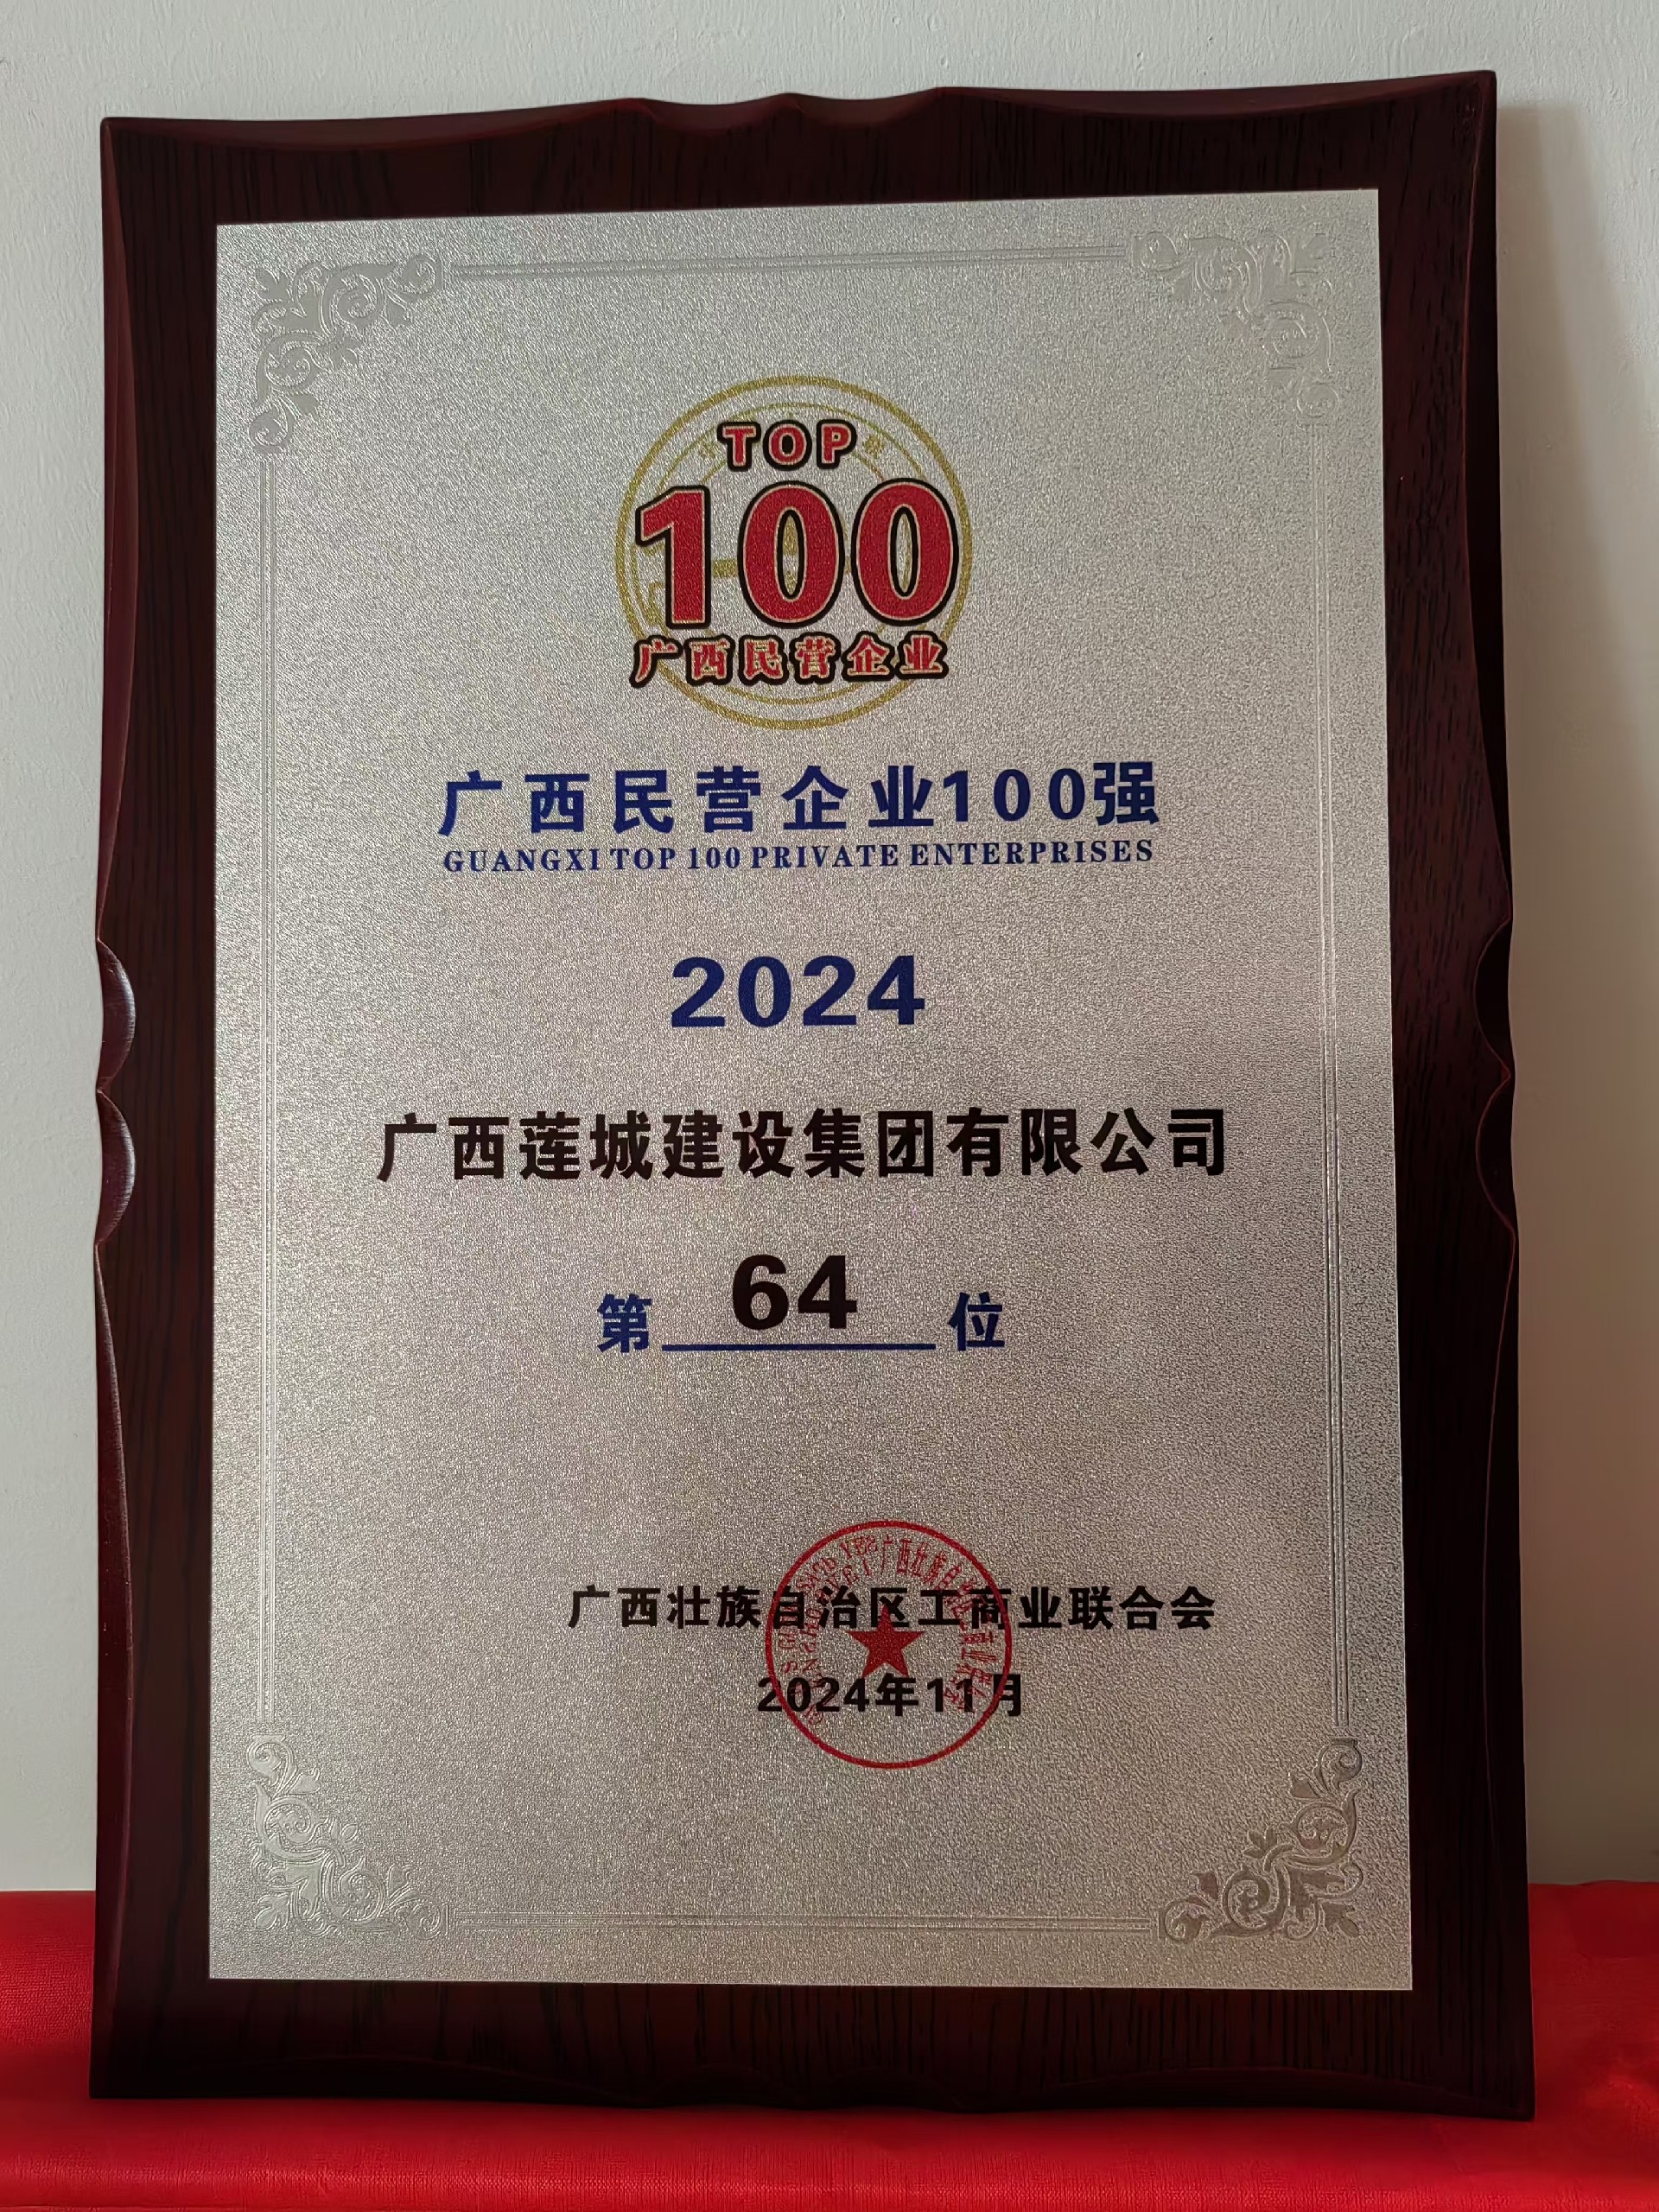 TOP
100
广西民营企业
广西民营企业100强
GUANGXI TOP 100 PRIVATE ENTERPRISES
2024
广西莲城建设集团有限公司
第 64 位
广西壮族自治区工商业联合会
2024年11月